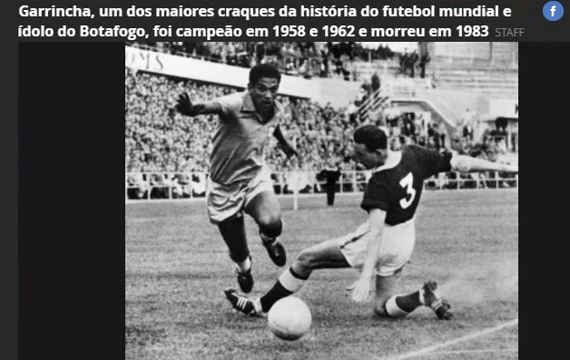 Garrincha, um dos maiores craques da história do futebol mundial e
ídolo do Botafogo, foi campeão em 1958 e 1962 e morreu em 1983 STAFF
f
3